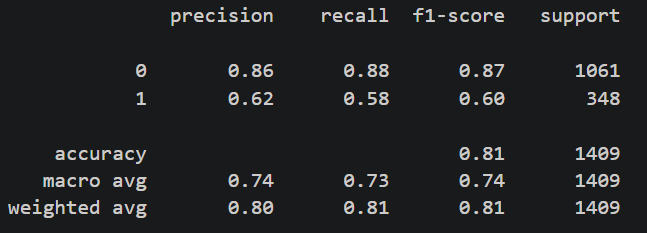 precision recall f1-score support
0 0.86 0.88 0.87 1061
1 0.62 0.58 0.60 348
accuracy 0.81 1409
macro avg 0.74 0.73 0.74 1409
weighted avg 0.80 0.81 0.81 1409